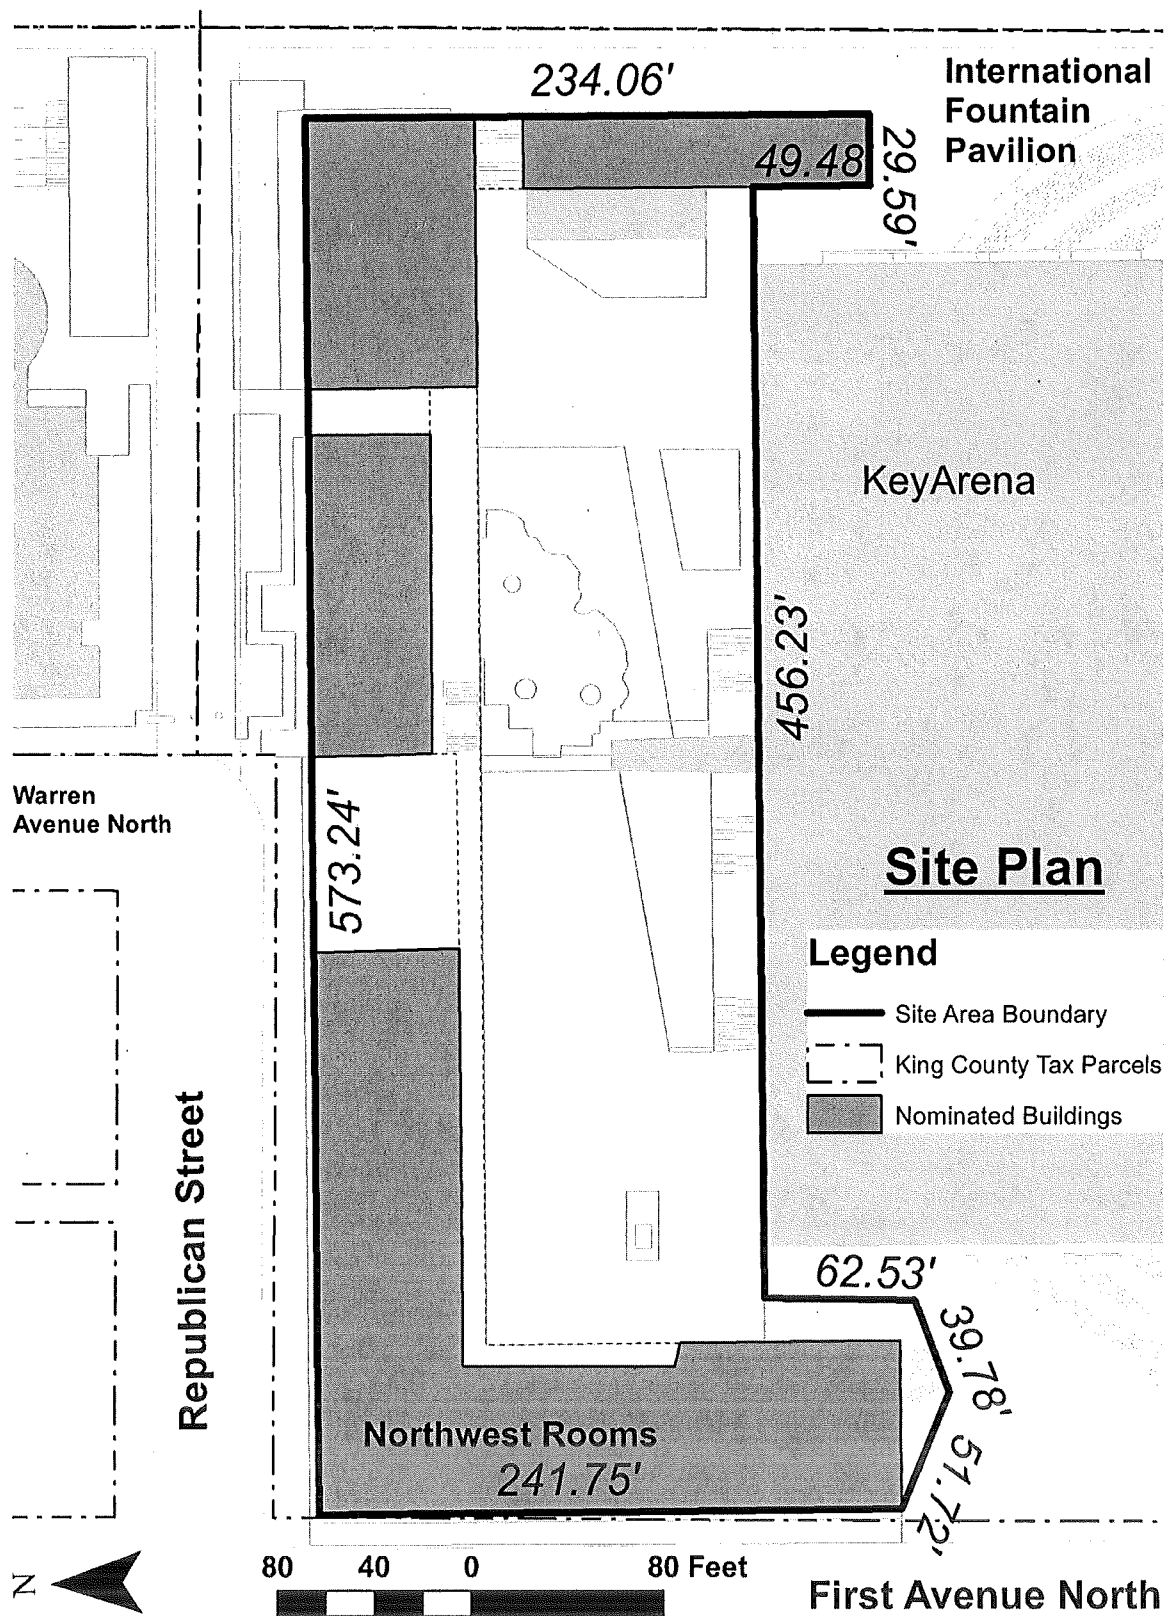 234.06'
International
Fountain
Pavilion
49.48
29.59'
KeyArena
456.23'
Warren
Avenue North
573.24'
Site Plan
Legend
Site Area Boundary
King County Tax Parcels
Nominated Buildings
Republican Street
62.53'
39.78'
51.72'
Northwest Rooms
241.75'
N
80 40 0 80 Feet
First Avenue North